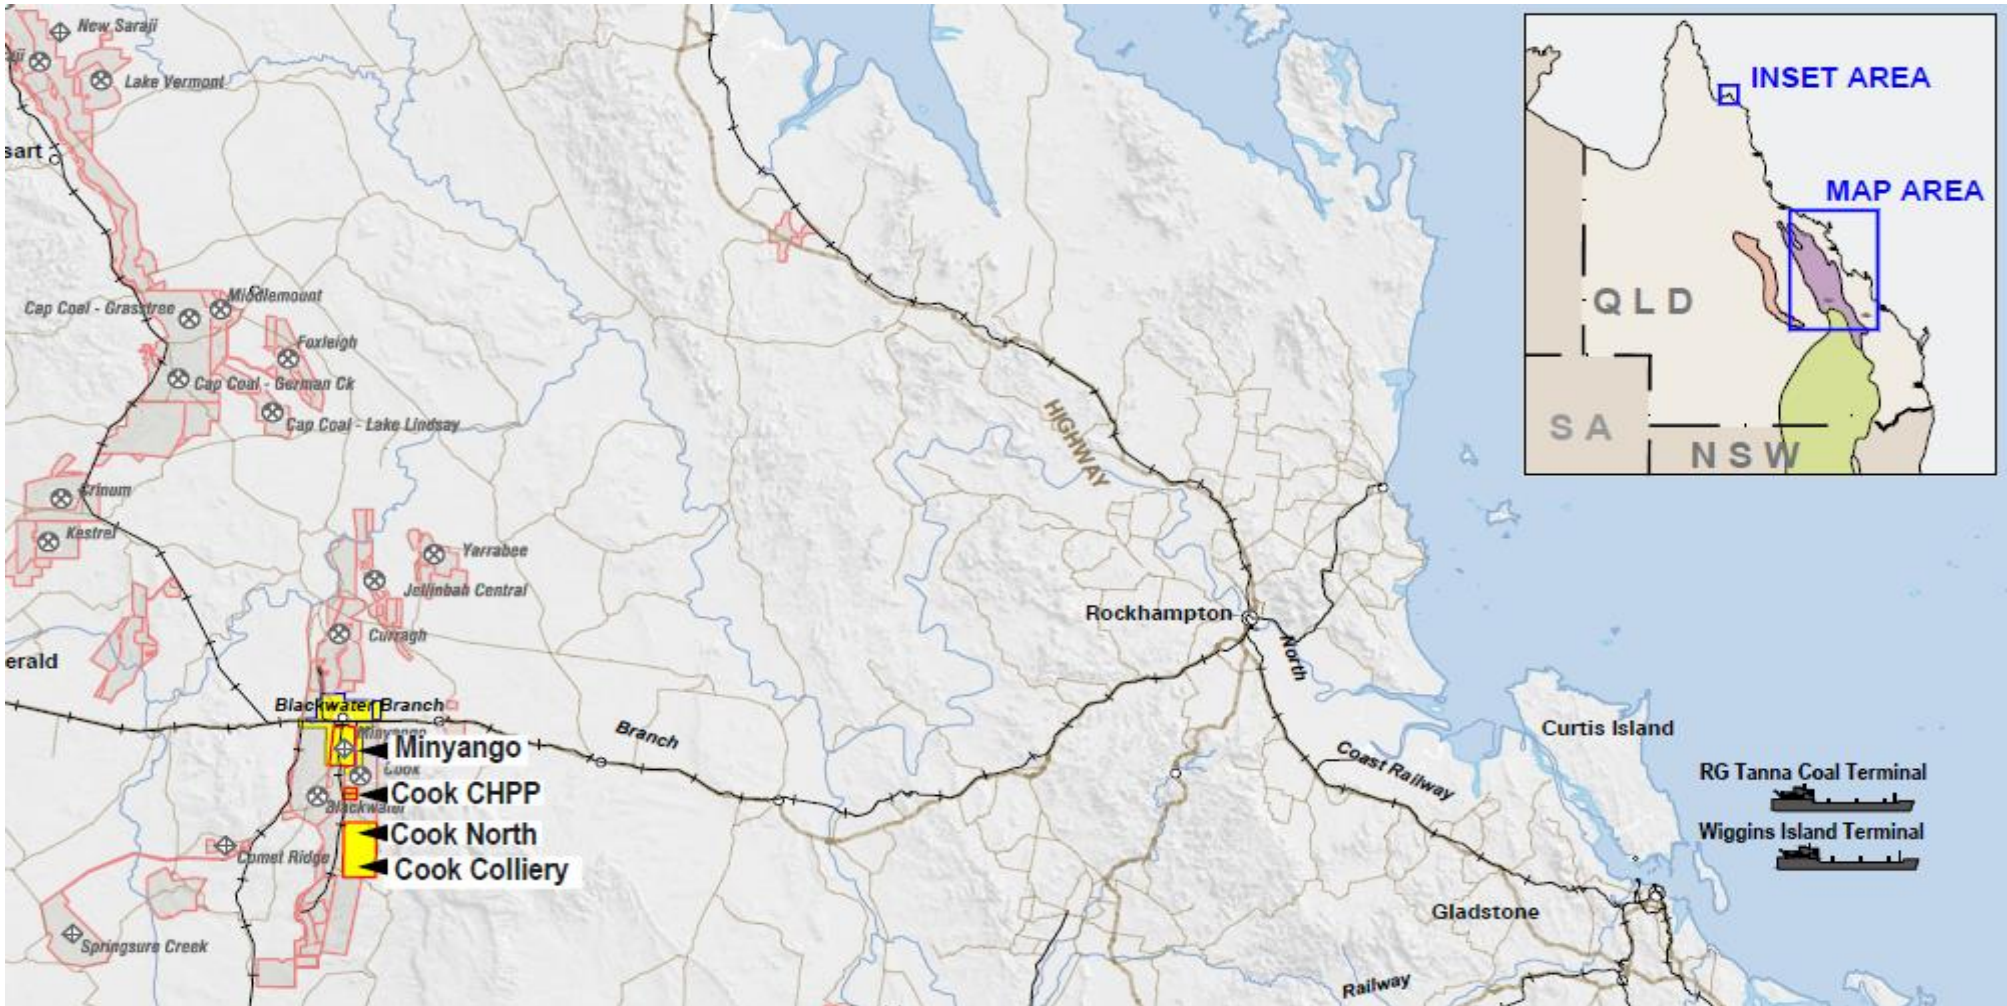 New Saraji
Lake Vermont
sart
Middlemount
Cap Coal - Grasstree
Foxleigh
Cap Coal - German Ck
Cap Coal - Lake Lindsay
Crinum
Kestrel
Yarrabee
Jellinbah Central
Curragh
erald
Blackwater Branch
Minyango
Minyango
Cook
Cook CHPP
Blackwater
Cook North
Comet Ridge
Cook Colliery
Springsure Creek
Branch
HIGHWAY
Rockhampton
North
Coast Railway
Curtis Island
RG Tanna Coal Terminal
Wiggins Island Terminal
Gladstone
Railway
INSET AREA
MAP AREA
QLD
SA
NSW